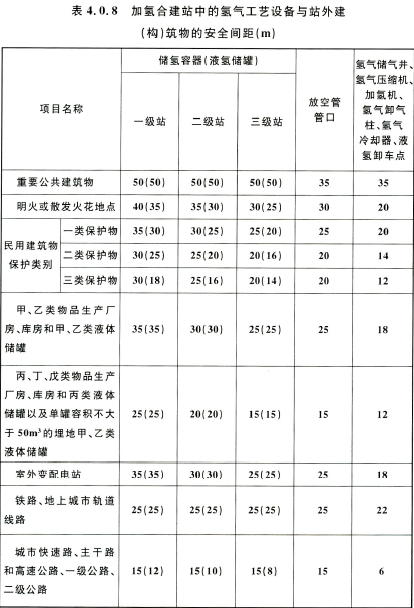 表 4.0.8 加氢合建站中的氢气工艺设备与站外建
(构)筑物的安全间距(m)
项目名称
储氢容器(液氢储罐)
一级站
二级站
三级站
放空管
管口
氢气储气井、
氢气压缩机、
加氢机、
氢气卸气
柱、氢气
冷却器、液
氢卸车点
重要公共建筑物 50(50) 50(50) 50(50) 35 35
明火或散发火花地点 40(35) 35(30) 30(25) 30 20
民用建筑物
保护类别
一类保护物 35(30) 30(25) 25(20) 25 20
二类保护物 30(25) 25(20) 20(16) 20 14
三类保护物 30(18) 25(16) 20(14) 20 12
甲、乙类物品生产厂
房、库房和甲、乙类液体
储罐
35(35) 30(30) 25(25) 25 18
丙、丁、戊类物品生产
厂房、库房和丙类液体
储罐以及单罐容积不大
于 50m³的埋地甲、乙类
液体储罐
25(25) 20(20) 15(15) 15 12
室外变配电站 35(35) 30(30) 25(25) 25 18
铁路、地上城市轨道
线路
25(25) 25(25) 25(25) 25 22
城市快速路、主干路
和高速公路、一级公路、
二级公路
15(12) 15(10) 15(8) 15 6